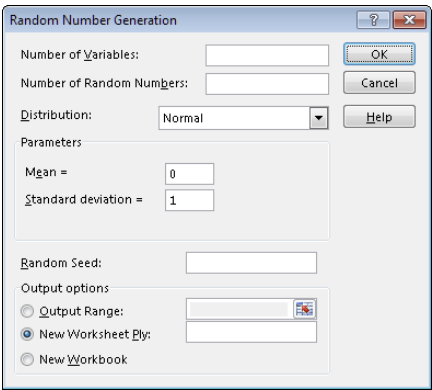 Random Number Generation
Number of Variables:
OK
Number of Random Numbers:
Cancel
Distribution:
Normal
Help
Parameters
Mean =
0
Standard deviation =
1
Random Seed:
Output options
Output Range:
New Worksheet Ply:
New Workbook